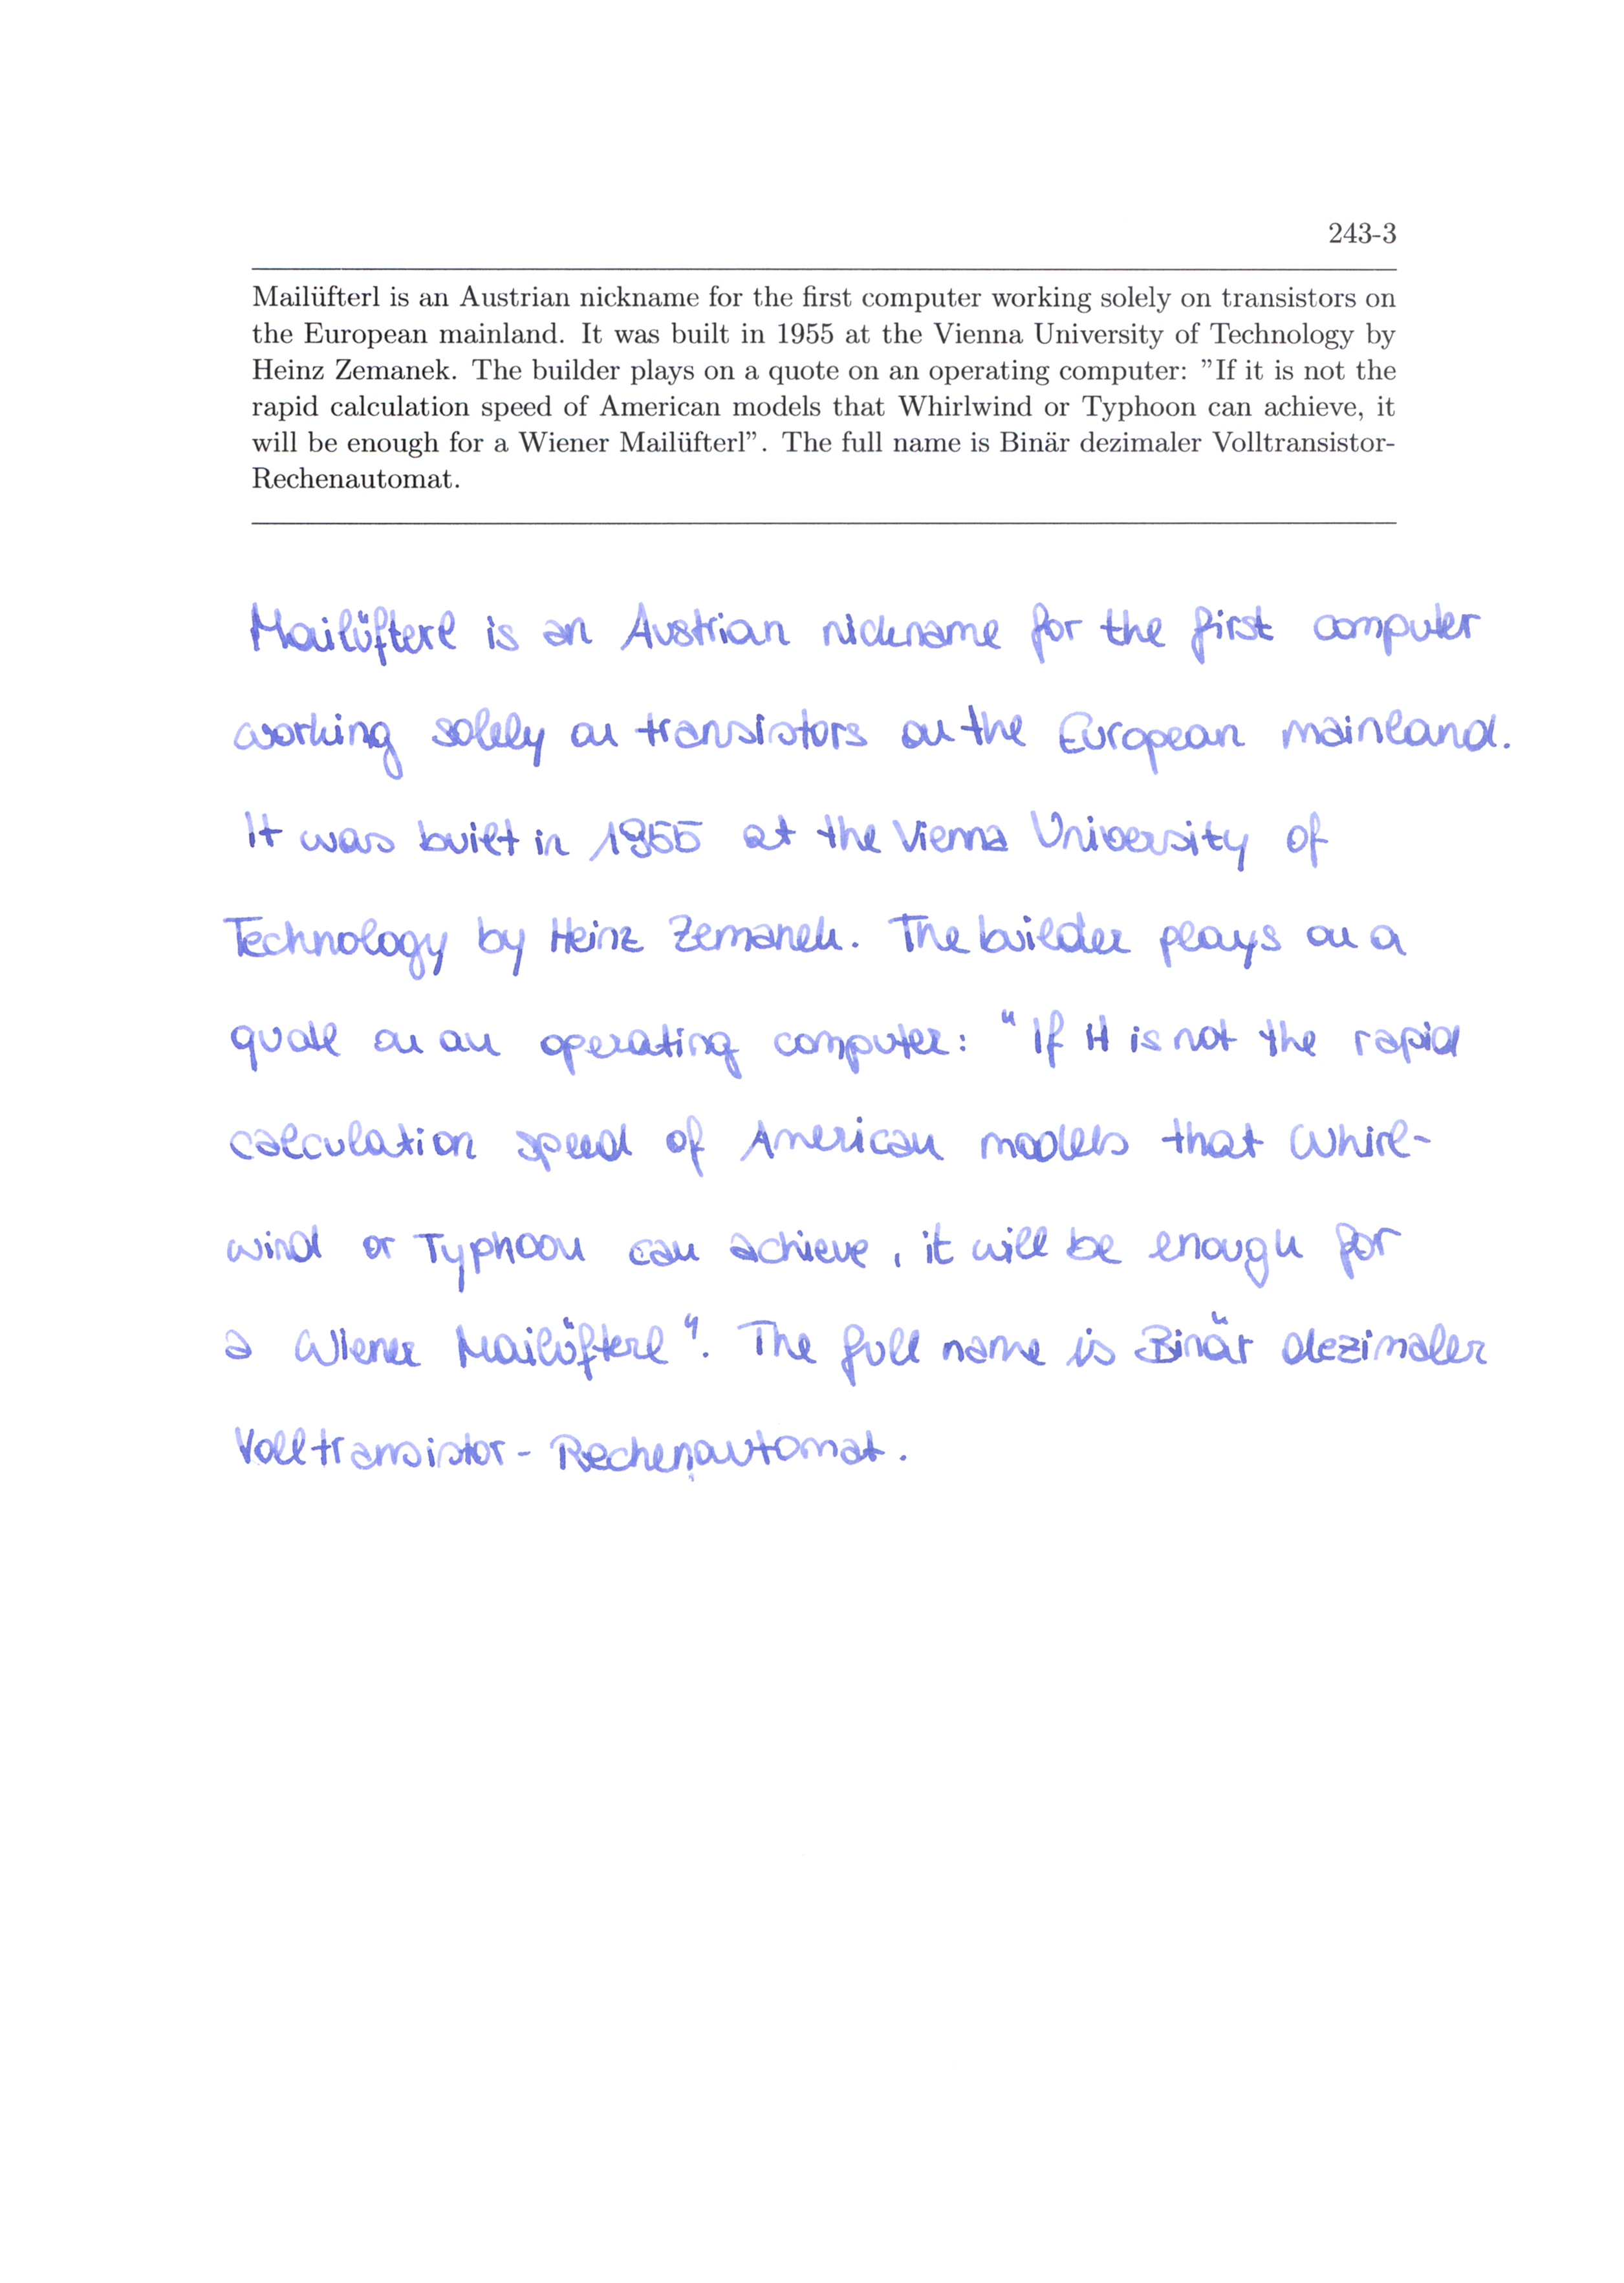 243-3
Mailüfterl is an Austrian nickname for the first computer working solely on transistors on
the European mainland. It was built in 1955 at the Vienna University of Technology by
Heinz Zemanek. The builder plays on a quote on an operating computer: ”If it is not the
rapid calculation speed of American models that Whirlwind or Typhoon can achieve, it
will be enough for a Wiener Mailüfterl”. The full name is Binär dezimaler Volltransistor-
Rechenautomat.
Mailüfterl is an Austrian nickname for the first computer
working solely on transistors on the European mainland.
It was built in 1955 at the Vienna University of
Technology by Heinz Zemanek. The builder plays on a
quote on an operating computer: "If it is not the rapid
calculation speed of American models that Whirl-
wind or Typhoon can achieve, it will be enough for
a Wiener Mailüfterl". The full name is Binär dezimaler
Volltransistor-Rechenautomat.